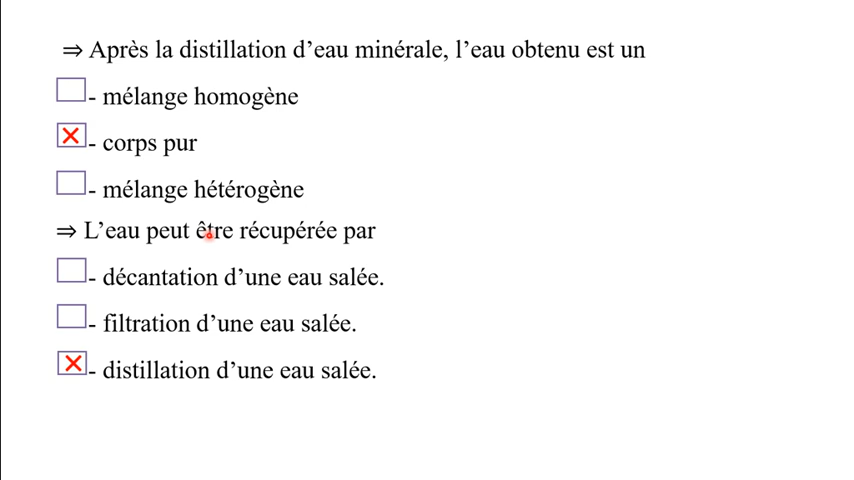 ⇒ Après la distillation d’eau minérale, l’eau obtenu est un
- mélange homogène
☒- corps pur
- mélange hétérogène
⇒ L’eau peut être récupérée par
- décantation d’une eau salée.
- filtration d’une eau salée.
☒- distillation d’une eau salée.